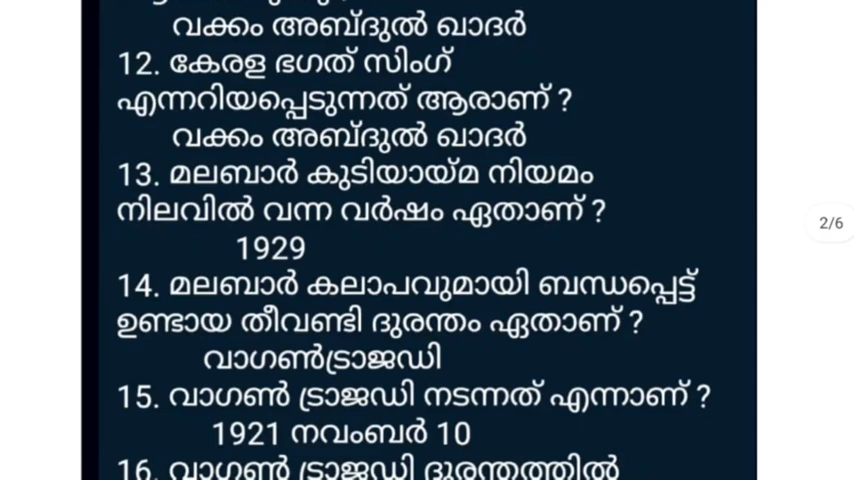 വക്കം അബ്ദുൽ ഖാദർ
12. കേരള ഭഗത് സിംഗ്
എന്നറിയപ്പെടുന്നത് ആരാണ് ?
വക്കം അബ്ദുൽ ഖാദർ
13. മലബാർ കുടിയായ്മ നിയമം
നിലവിൽ വന്ന വർഷം ഏതാണ് ?
2/6
1929
14. മലബാർ കലാപവുമായി ബന്ധപ്പെട്ട്
ഉണ്ടായ തീവണ്ടി ദുരന്തം ഏതാണ് ?
വാഗൺട്രാജഡി
15. വാഗൺ ട്രാജഡി നടന്നത് എന്നാണ് ?
1921 നവംബർ 10
16. വാഗൺ ട്രാജഡി ദുരന്തത്തിൽ